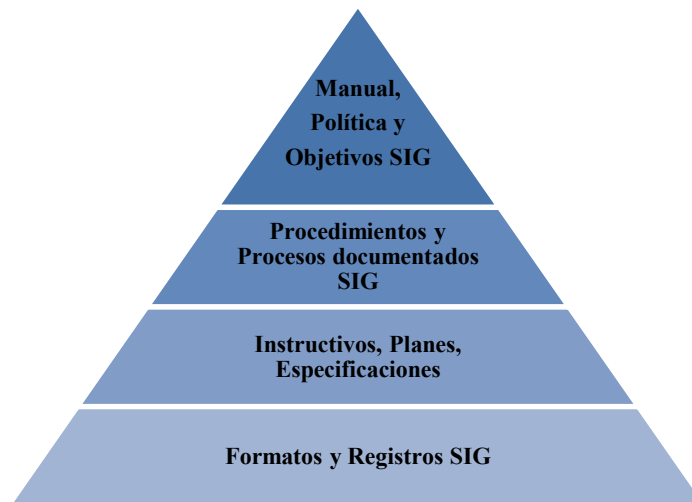 Manual,
Política y
Objetivos SIG
Procedimientos y
Procesos documentados
SIG
Instructivos, Planes,
Especificaciones
Formatos y Registros SIG